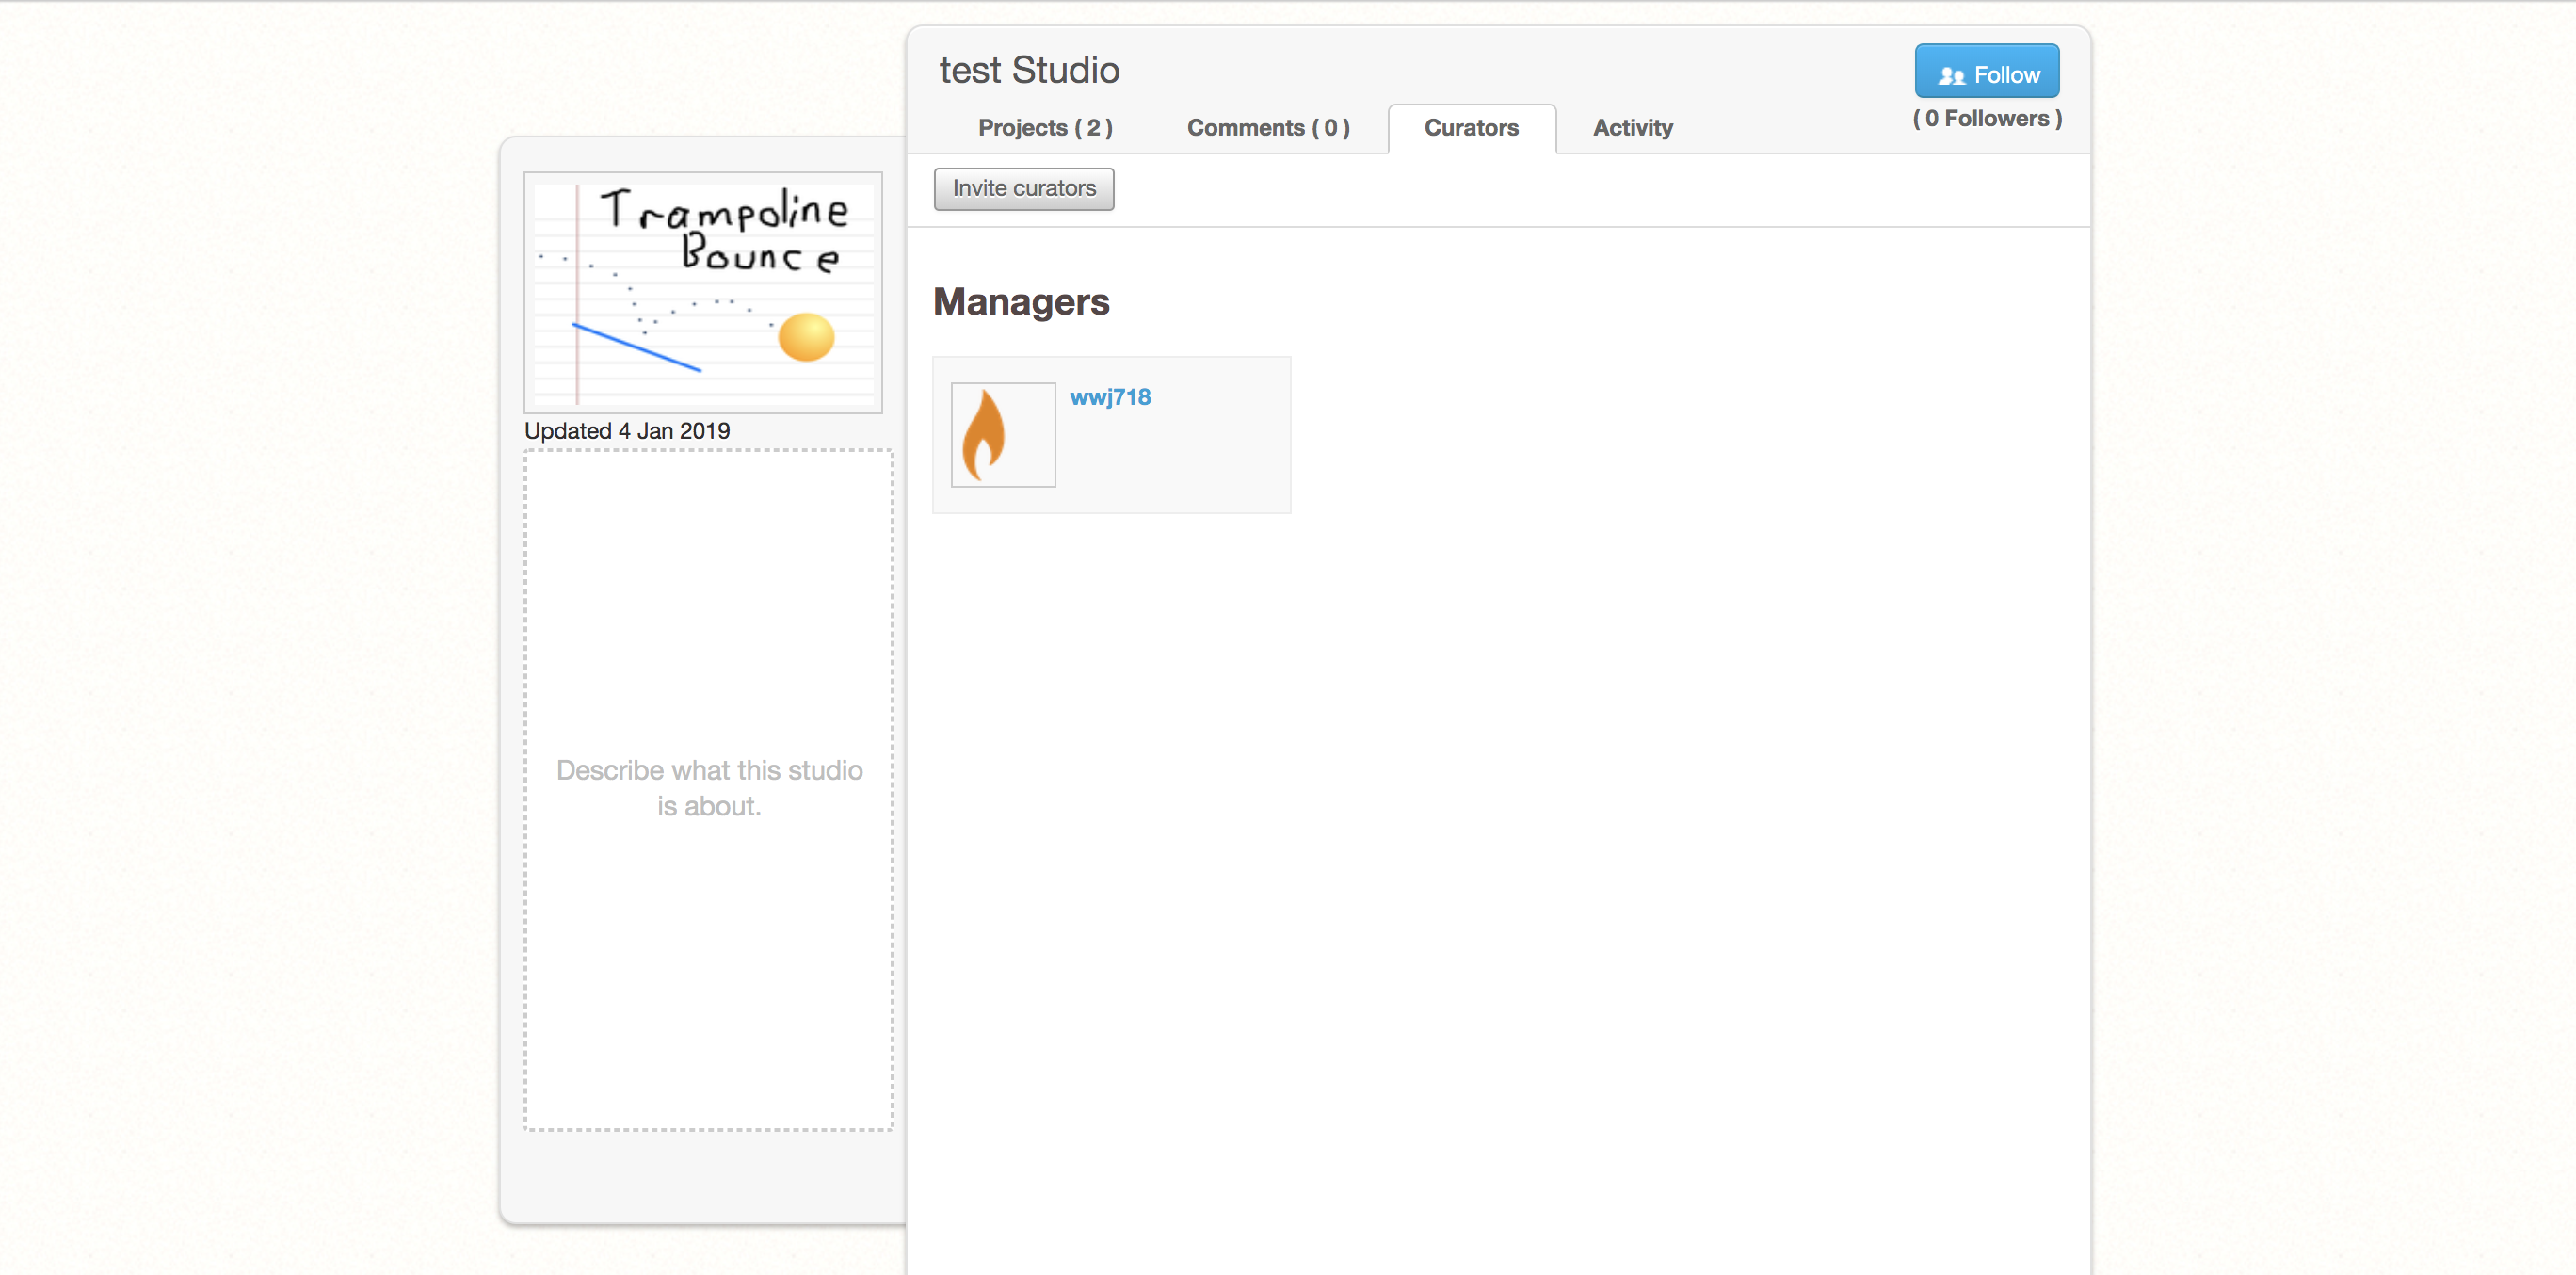 test Studio
Follow
( 0 Followers )
Projects ( 2 )
Comments ( 0 )
Curators
Activity
Trampoline
Bounce
Updated 4 Jan 2019
Describe what this studio
is about.
Invite curators
Managers
wwj718